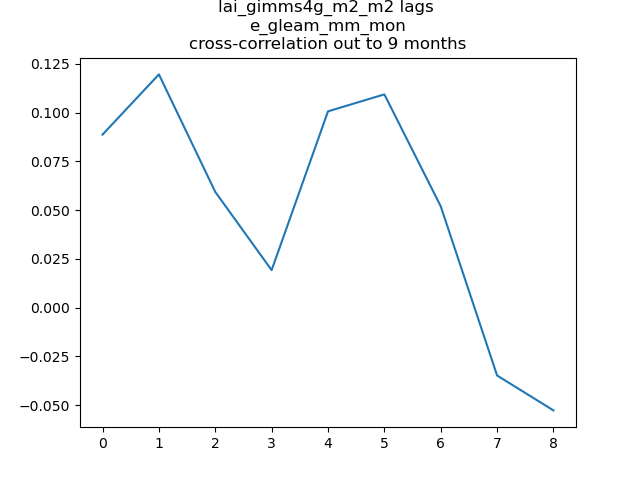 lai_gimms4g_m2_m2 lags
e_gleam_mm_mon
cross-correlation out to 9 months
0.125
0.100
0.075
0.050
0.025
0.000
−0.025
−0.050
0 1 2 3 4 5 6 7 8